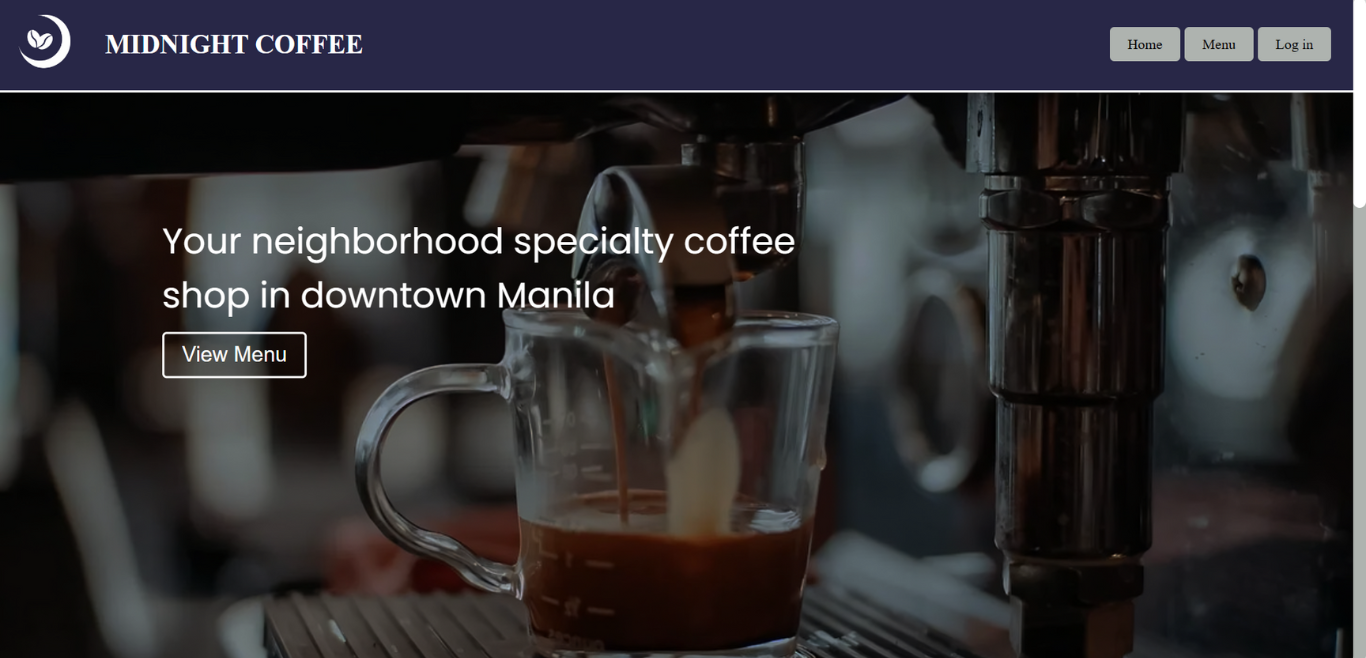 MIDNIGHT COFFEE
Home
Menu
Log in
Your neighborhood specialty coffee
shop in downtown Manila
View Menu